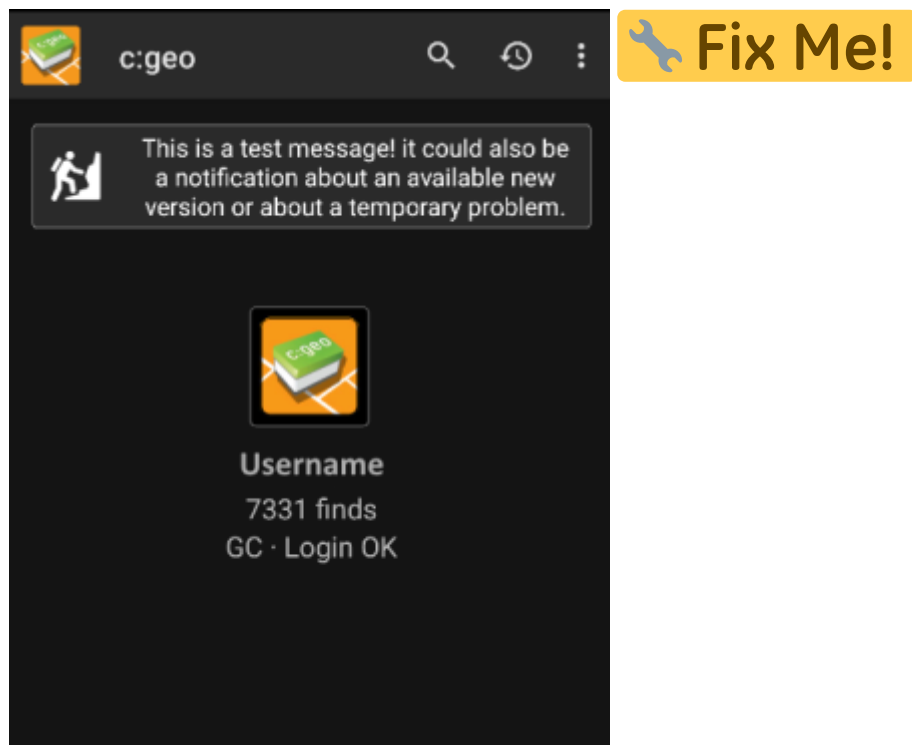 c:geo
c:geo
Fix Me!
This is a test message! it could also be
a notification about an available new
version or about a temporary problem.
c:geo
Username
7331 finds
GC · Login OK